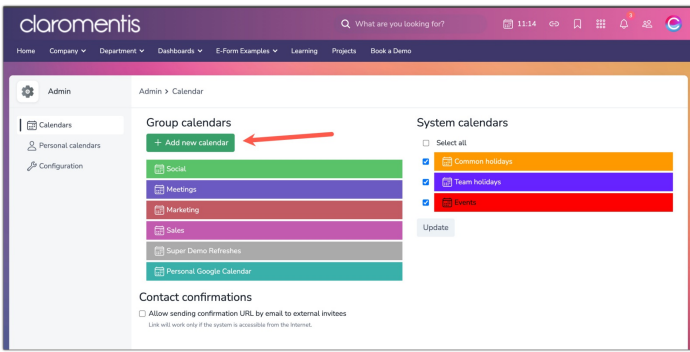 claromentis
What are you looking for?
11:14
3
Home Company Department Dashboards E-Form Examples Learning Projects Book a Demo
Admin
Admin > Calendar
Calendars
Personal calendars
Configuration
Group calendars
+ Add new calendar
Social
Meetings
Marketing
Sales
Super Demo Refreshes
Personal Google Calendar
System calendars
Select all
Common holidays
Team holidays
Events
Update
Contact confirmations
Allow sending confirmation URL by email to external invitees
Link will work only if the system is accessible from the Internet.